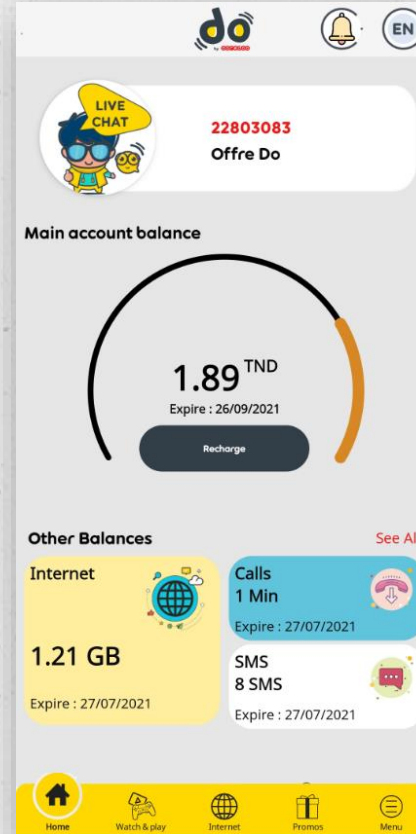 do
by ooredoo
EN
LIVE
CHAT
22803083
Offre Do
Main account balance
1.89 TND
Expire : 26/09/2021
Recharge
Other Balances
See Al
Internet
1.21 GB
Expire : 27/07/2021
Calls
1 Min
Expire : 27/07/2021
SMS
8 SMS
Expire : 27/07/2021
Home
Watch & play
Internet
Promos
Menu